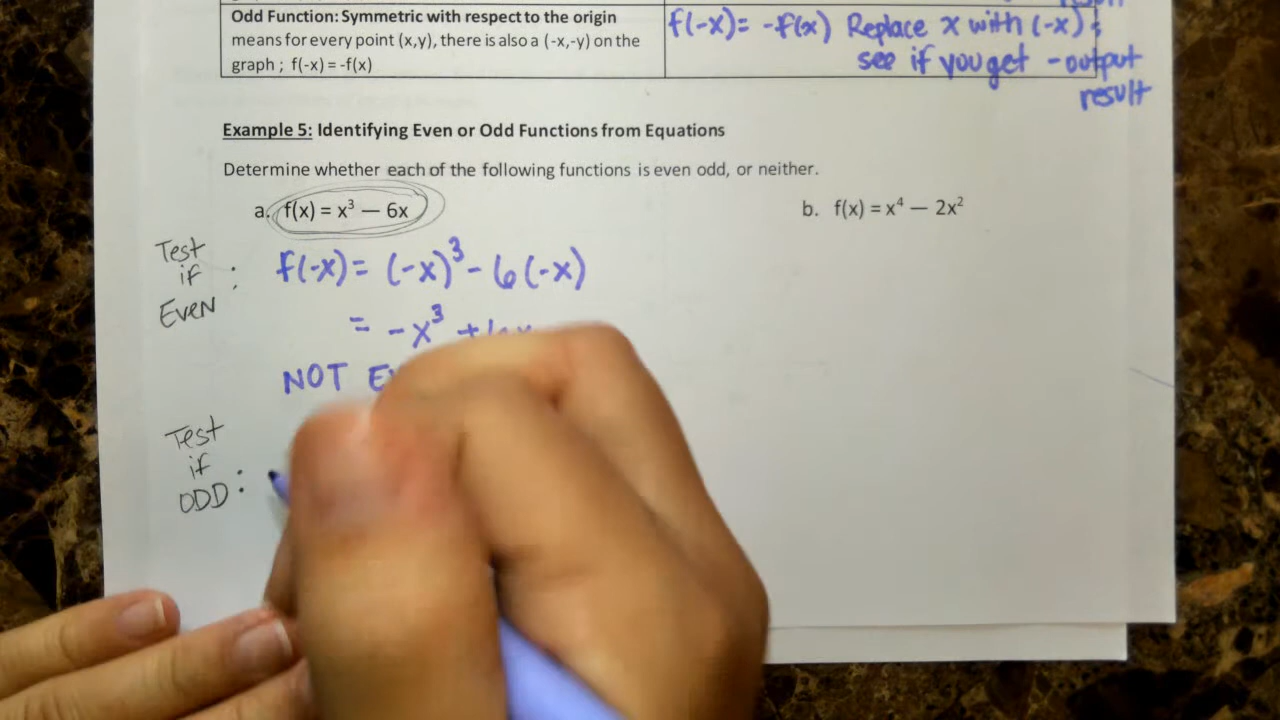 result
Odd Function: Symmetric with respect to the origin
means for every point (x,y), there is also a (-x,-y) on the
graph ; f(-x) = -f(x)
f(-x) = -f(x) Replace x with (-x) ;
see if you get -output
result
Example 5: Identifying Even or Odd Functions from Equations
Determine whether each of the following functions is even odd, or neither.
a. f(x) = x³ — 6x
b. f(x) = x⁴ — 2x²
Test
if
EvEN :
f(-x) = (-x)³ - 6(-x)
= -x³ +6x
NOT
Test
if
ODD :